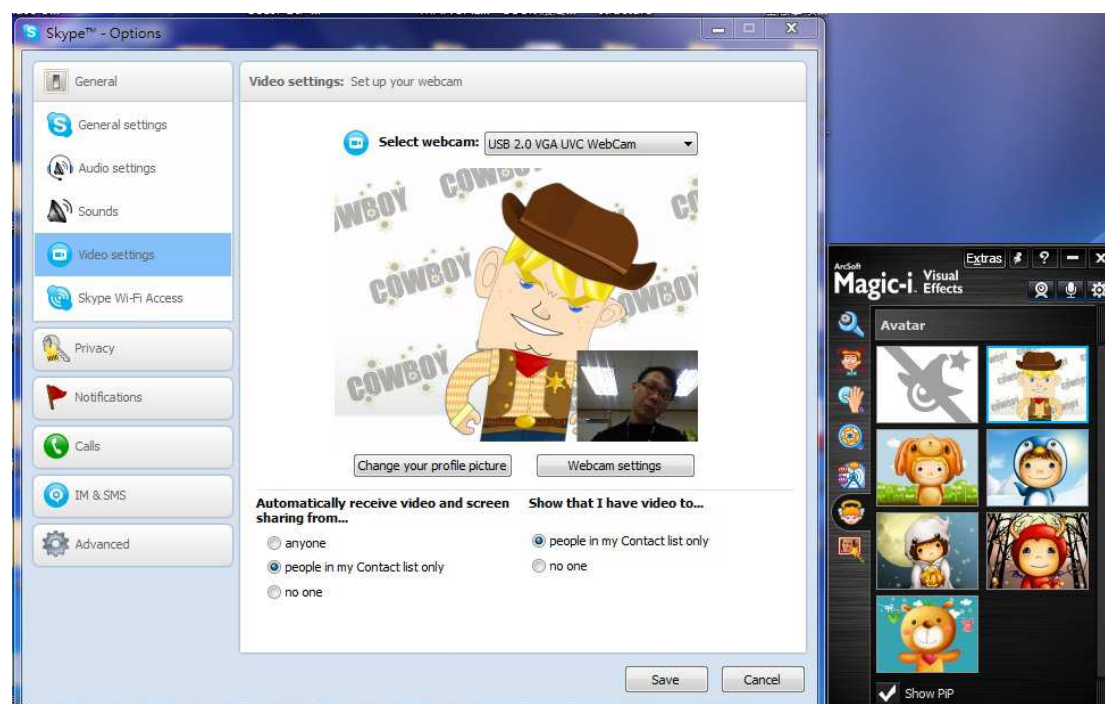 Skype™ - Options
General
General settings
Audio settings
Sounds
Video settings
Skype Wi-Fi Access
Privacy
Notifications
Calls
IM & SMS
Advanced
Video settings: Set up your webcam
Select webcam: USB 2.0 VGA UVC WebCam
COWBOY
COWBOY
COWBOY
Change your profile picture
Webcam settings
Automatically receive video and screen
sharing from...
anyone
people in my Contact list only
no one
Show that I have video to...
people in my Contact list only
no one
Save
Cancel
Extras
?
ArcSoft
Magic-i Visual
Effects
Avatar
Show PiP